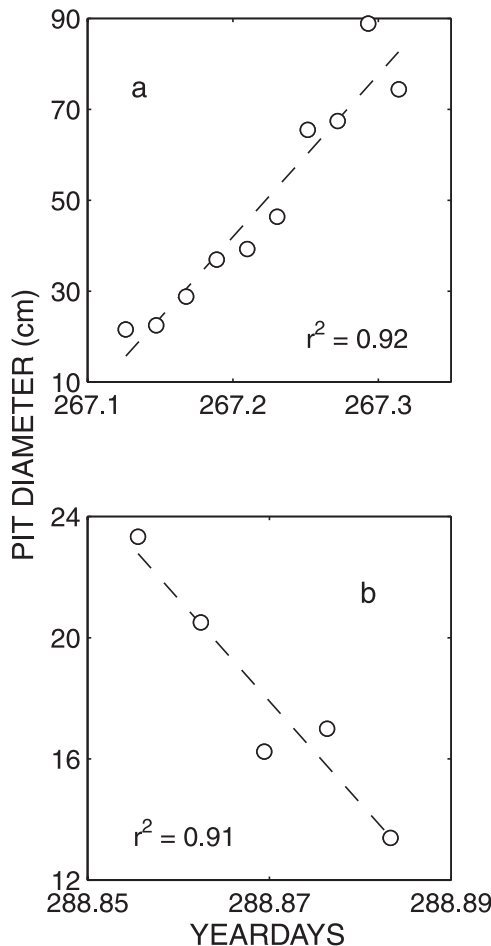 90
a
70
50
30
r² = 0.92
10
267.1 267.2 267.3
PIT DIAMETER (cm)
24
b
20
16
r² = 0.91
12
288.85 288.87 288.89
YEARDAYS